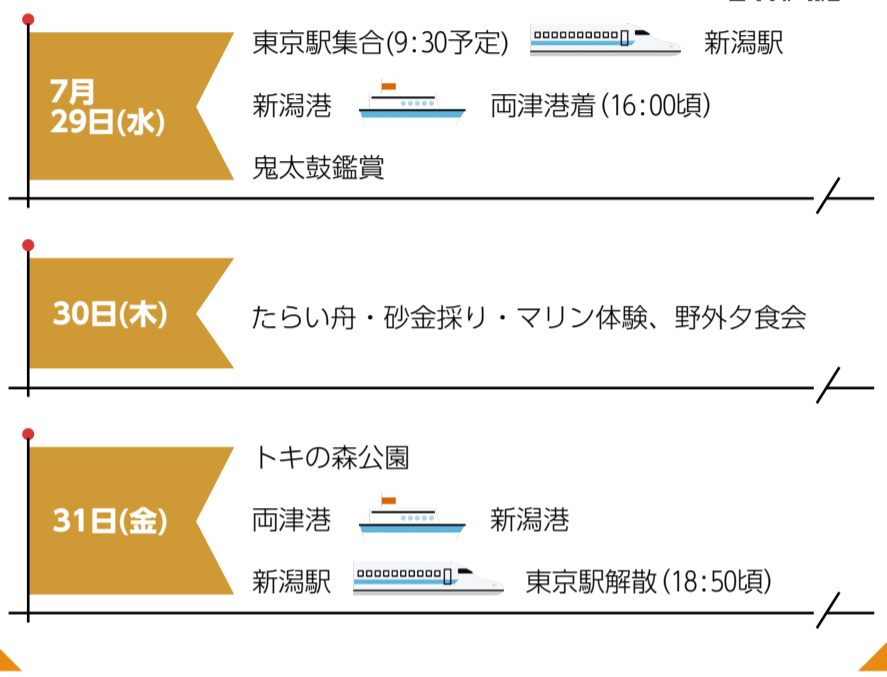 7月
29日(水)
東京駅集合(9:30予定) 新潟駅
新潟港 両津港着(16:00頃)
鬼太鼓鑑賞
30日(木)
たらい舟・砂金採り・マリン体験、野外夕食会
31日(金)
トキの森公園
両津港 新潟港
新潟駅 東京駅解散(18:50頃)